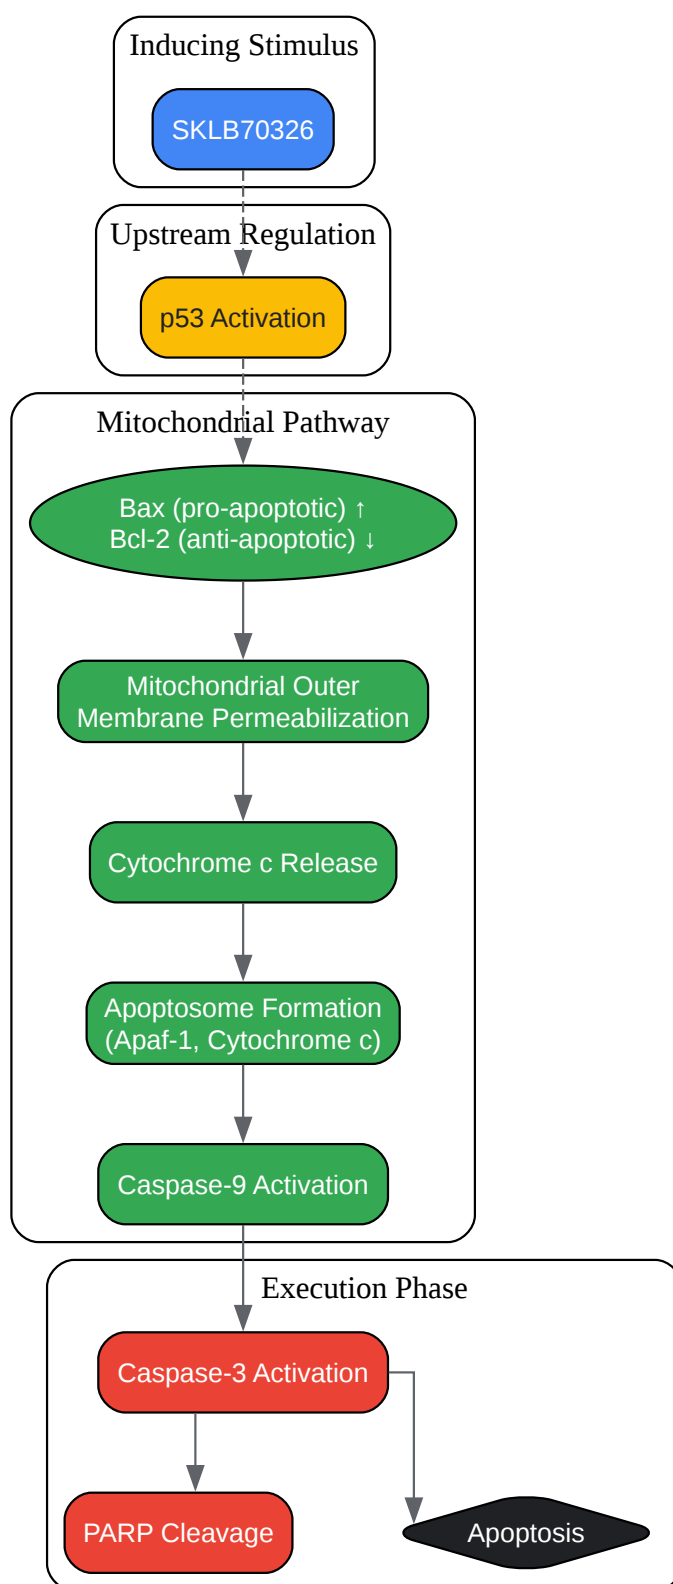 Inducing Stimulus
SKLB70326
Upstream Regulation
p53 Activation
Mitochondrial Pathway
Bax (pro-apoptotic) ↑
Bcl-2 (anti-apoptotic) ↓
Mitochondrial Outer
Membrane Permeabilization
Cytochrome c Release
Apoptosome Formation
(Apaf-1, Cytochrome c)
Caspase-9 Activation
Execution Phase
Caspase-3 Activation
PARP Cleavage
Apoptosis